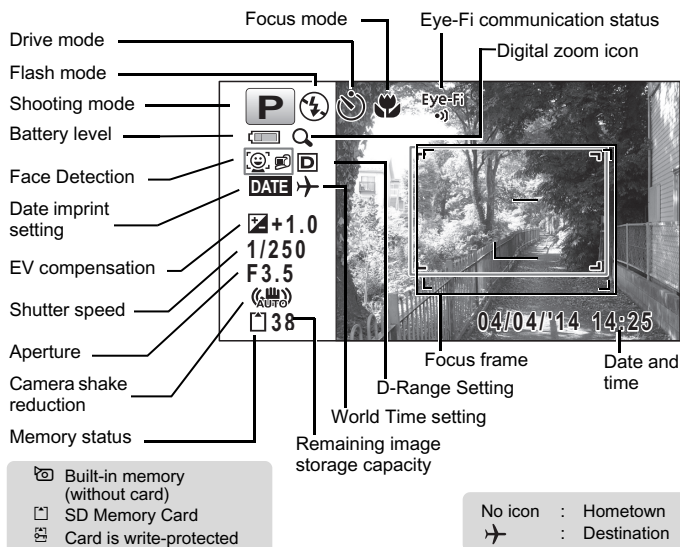 Focus mode
Eye-Fi communication status
Drive mode
Digital zoom icon
Flash mode
Shooting mode
P
Eye-Fi
Battery level
Face Detection
D
Date imprint
setting
DATE
EV compensation
+1.0
Shutter speed
1/250
F3.5
Aperture
AUTO
38
04/04/'14 14:25
Camera shake
reduction
Memory status
Focus frame
Date and
time
D-Range Setting
World Time setting
Remaining image
storage capacity
Built-in memory
(without card)
SD Memory Card
Card is write-protected
No icon : Hometown
: Destination